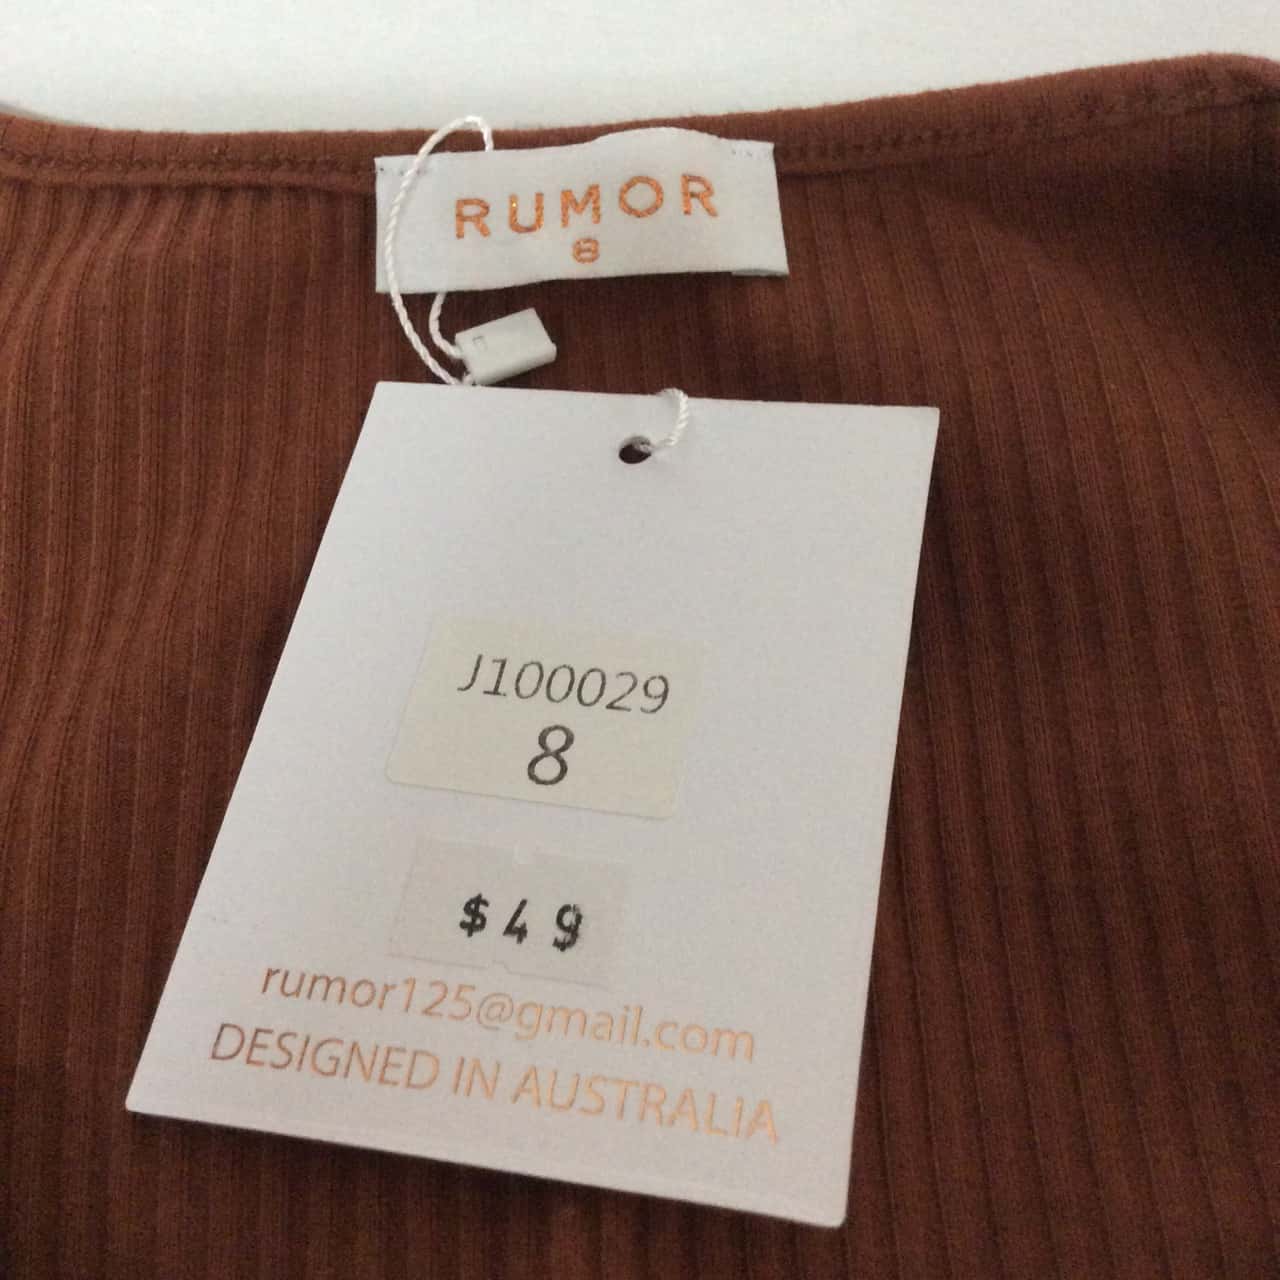 RUMOR
8
J100029
8
$49
rumor125@gmail.com
DESIGNED IN AUSTRALIA